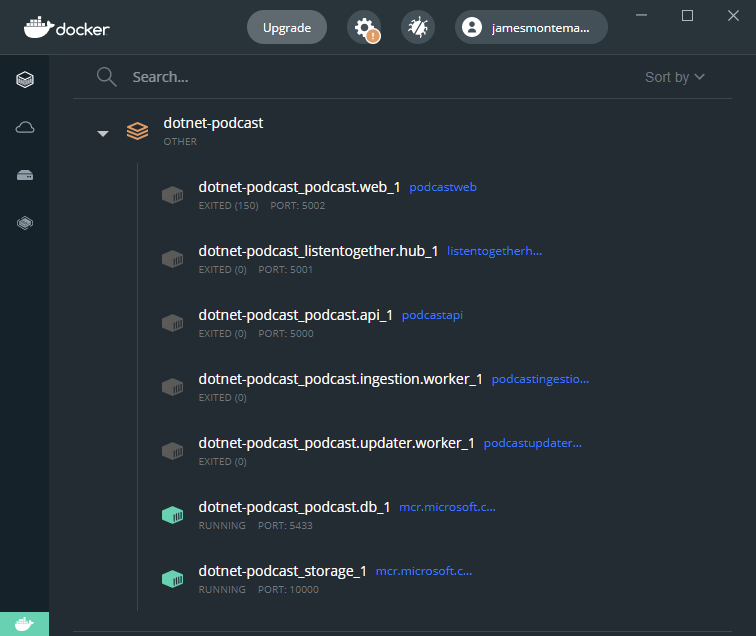 docker
Upgrade
!
jamesmontema...
Search...
Sort by
dotnet-podcast
OTHER
dotnet-podcast_podcast.web_1 podcastweb
EXITED (150) PORT: 5002
dotnet-podcast_listentogether.hub_1 listentogetherh...
EXITED (0) PORT: 5001
dotnet-podcast_podcast.api_1 podcastapi
EXITED (0) PORT: 5000
dotnet-podcast_podcast.ingestion.worker_1 podcastingestio...
EXITED (0)
dotnet-podcast_podcast.updater.worker_1 podcastupdater...
EXITED (0)
dotnet-podcast_podcast.db_1 mcr.microsoft.c...
RUNNING PORT: 5433
dotnet-podcast_storage_1 mcr.microsoft.c...
RUNNING PORT: 10000